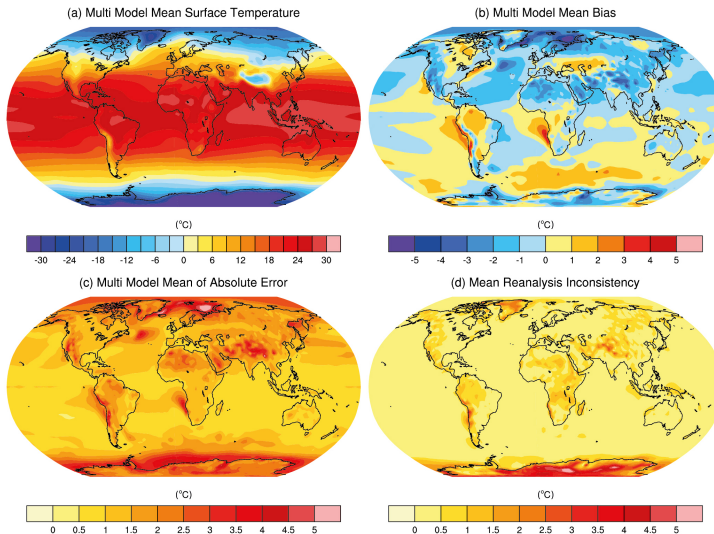 (a) Multi Model Mean Surface Temperature
(b) Multi Model Mean Bias
(°C)
-30 -24 -18 -12 -6 0 6 12 18 24 30
(°C)
-5 -4 -3 -2 -1 0 1 2 3 4 5
(c) Multi Model Mean of Absolute Error
(d) Mean Reanalysis Inconsistency
(°C)
0 0.5 1 1.5 2 2.5 3 3.5 4 4.5 5
(°C)
0 0.5 1 1.5 2 2.5 3 3.5 4 4.5 5